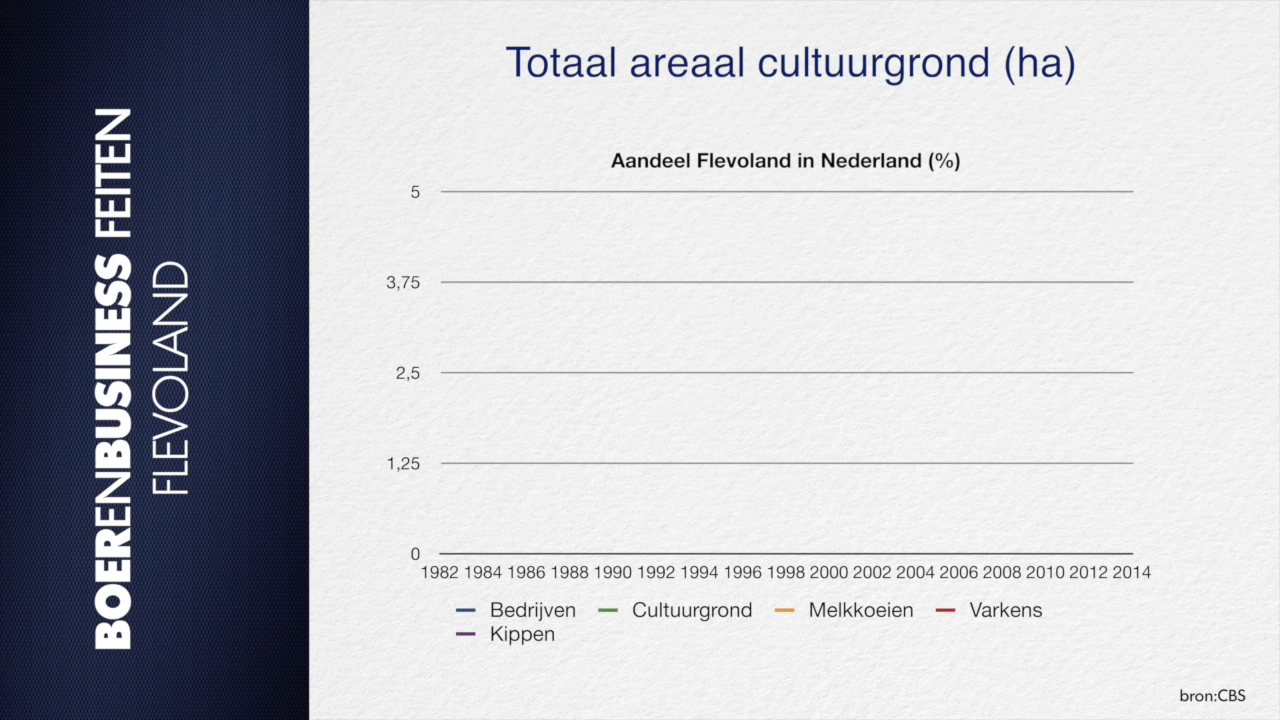 BOERENBUSINESS FEITEN
FLEVOLAND
Totaal areaal cultuurgrond (ha)
Aandeel Flevoland in Nederland (%)
5
3,75
2,5
1,25
0
1982 1984 1986 1988 1990 1992 1994 1996 1998 2000 2002 2004 2006 2008 2010 2012 2014
Bedrijven Cultuurgrond Melkkoeien Varkens
Kippen
bron:CBS